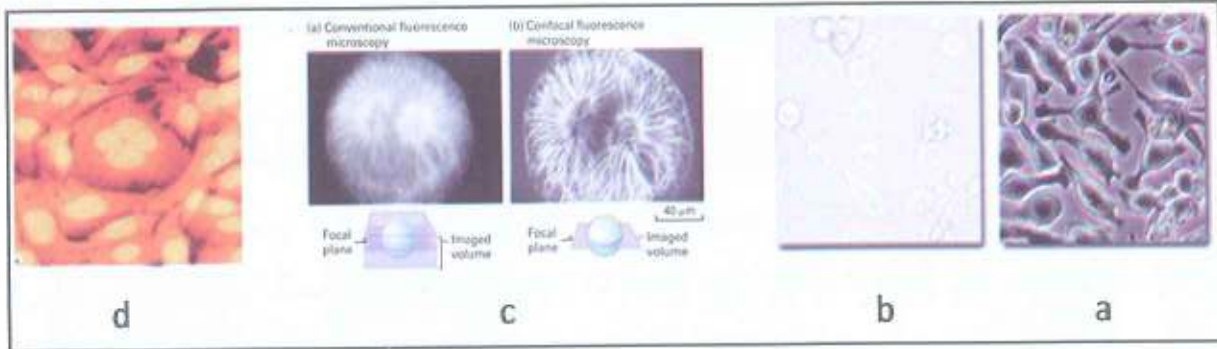 (a) Conventional fluorescence
microscopy
(b) Confocal fluorescence
microscopy
40 μm
Focal
plane
Imaged
volume
Focal
plane
Imaged
volume
d
c
b
a